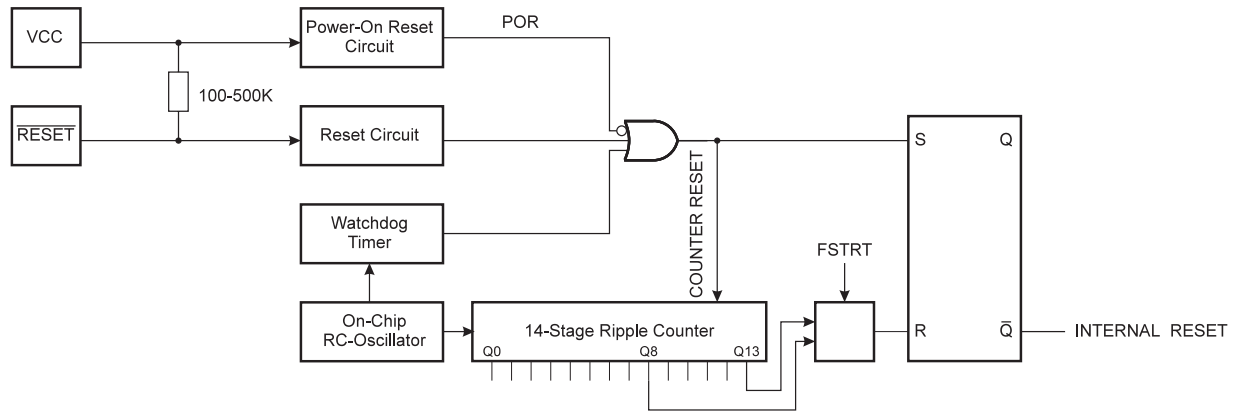 VCC
Power-On Reset
Circuit
POR
100-500K
RESET
Reset Circuit
COUNTER RESET
S
Q
Watchdog
Timer
FSTRT
On-Chip
RC-Oscillator
14-Stage Ripple Counter
Q0
Q8
Q13
R
Q̅
INTERNAL RESET